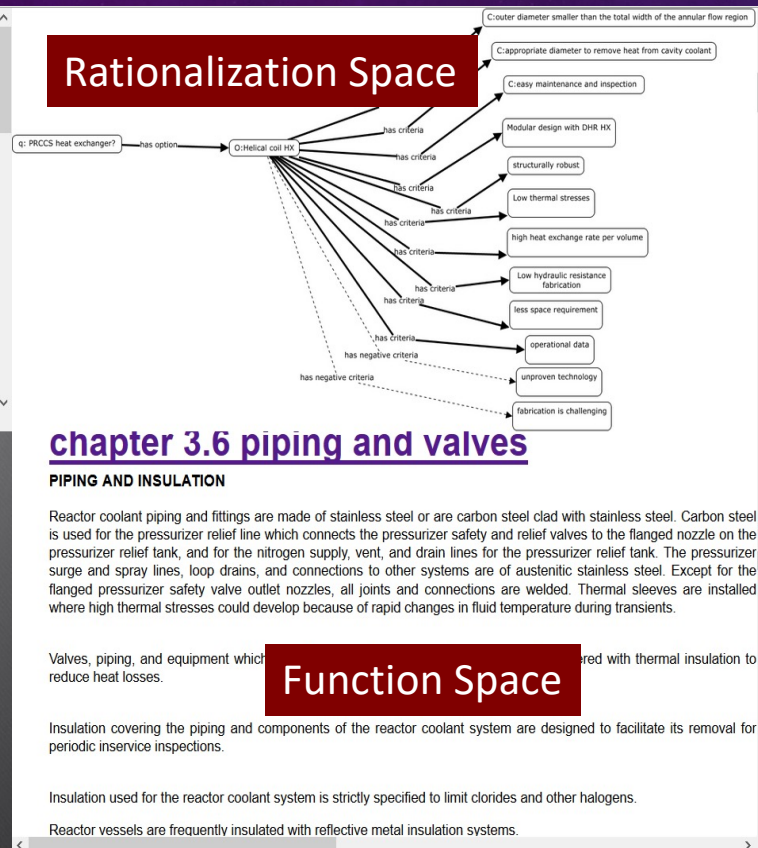 C:outer diameter smaller than the total width of the annular flow region
Rationalization Space
C:appropriate diameter to remove heat from cavity coolant
C:easy maintenance and inspection
has criteria
Modular design with DHR HX
q: PRCCS heat exchanger?
has option
O:Helical coil HX
has criteria
structurally robust
has criteria
Low thermal stresses
has criteria
has criteria
high heat exchange rate per volume
has criteria
Low hydraulic resistance
fabrication
has criteria
has criteria
less space requirement
has criteria
operational data
has negative criteria
unproven technology
has negative criteria
fabrication is challenging
chapter 3.6 piping and valves
PIPING AND INSULATION
Reactor coolant piping and fittings are made of stainless steel or are carbon steel clad with stainless steel. Carbon steel
is used for the pressurizer relief line which connects the pressurizer safety and relief valves to the flanged nozzle on the
pressurizer relief tank, and for the nitrogen supply, vent, and drain lines for the pressurizer relief tank. The pressurizer
surge and spray lines, loop drains, and connections to other systems are of austenitic stainless steel. Except for the
flanged pressurizer safety valve outlet nozzles, all joints and connections are welded. Thermal sleeves are installed
where high thermal stresses could develop because of rapid changes in fluid temperature during transients.
Valves, piping, and equipment which red with thermal insulation to
reduce heat losses.
Function Space
Insulation covering the piping and components of the reactor coolant system are designed to facilitate its removal for
periodic inservice inspections.
Insulation used for the reactor coolant system is strictly specified to limit clorides and other halogens.
Reactor vessels are frequently insulated with reflective metal insulation systems.